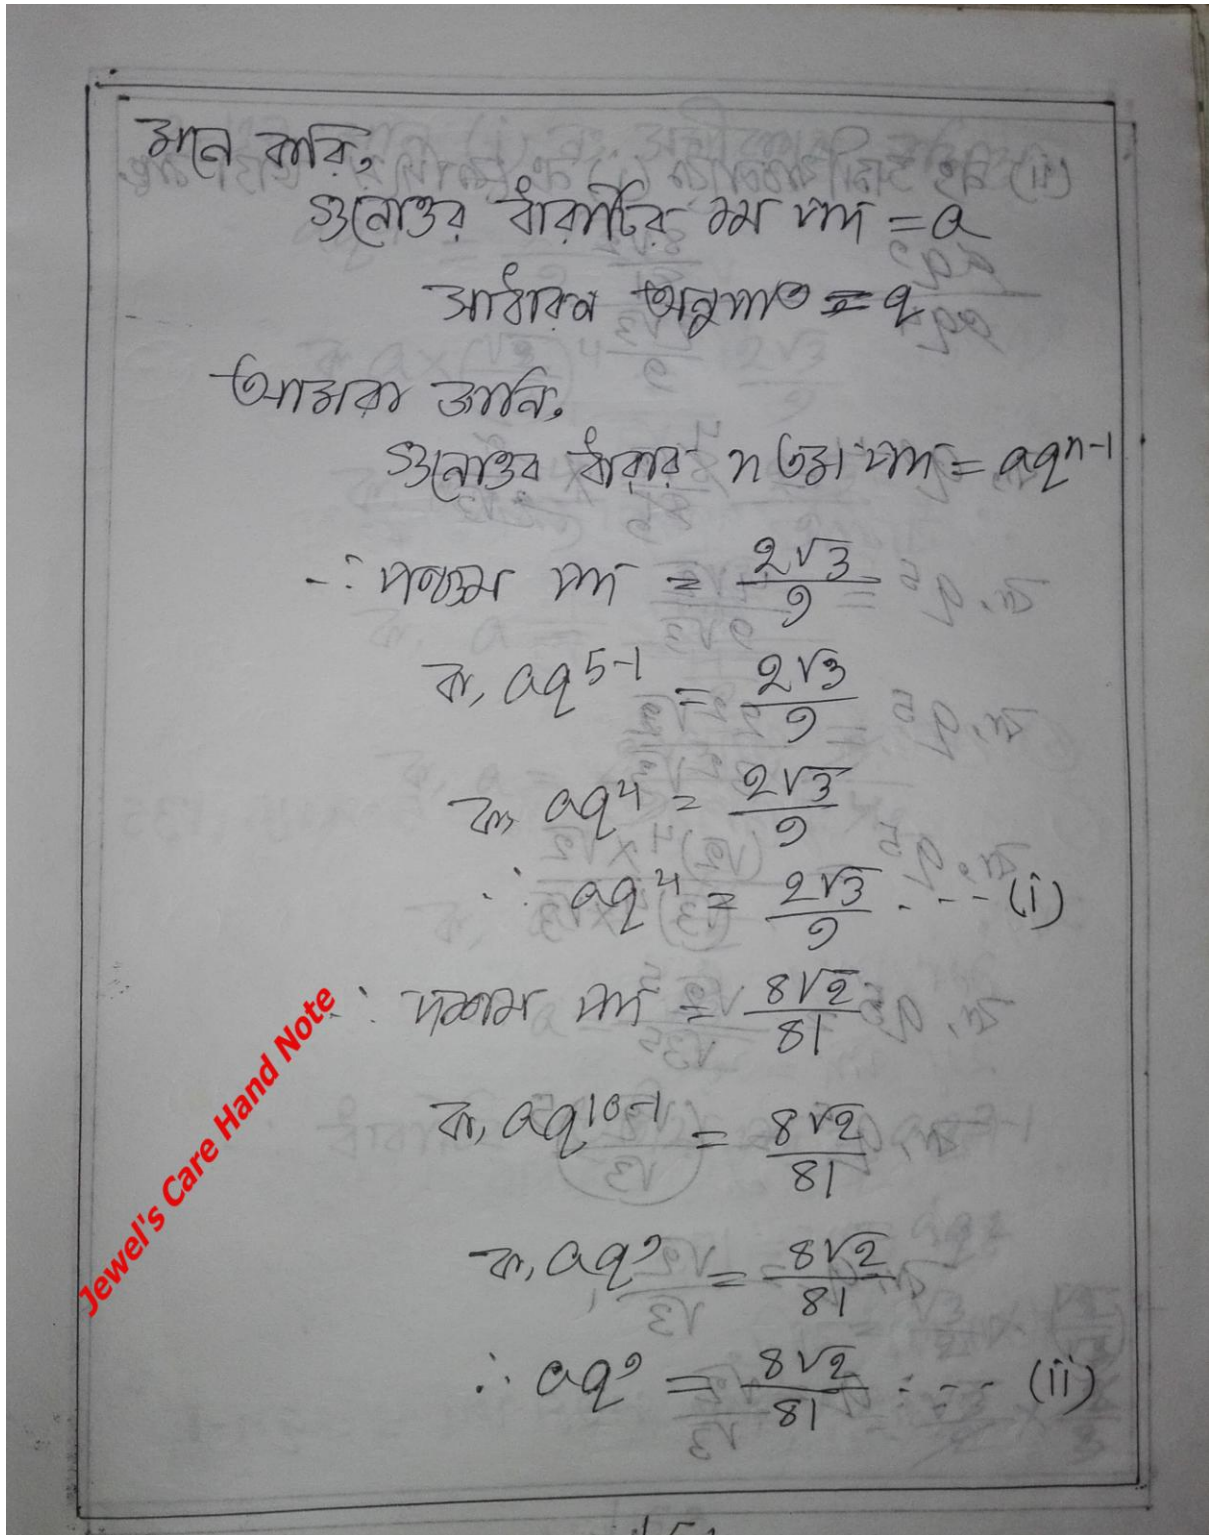 মনে করি,
গুনোত্তর ধারাটির ১ম পদ = a
সাধারন অনুপাত = q
আমরা জানি,
গুনোত্তর ধারার n তম পদ = aq^{n-1}
∴ পঞ্চম পদ = 2√3/9
বা, aq^{5-1} = 2√3/9
বা, aq^4 = 2√3/9
∴ aq^4 = 2√3/9 ---- (i)
∴ দশম পদ = 8√2/81
বা, aq^{10-1} = 8√2/81
বা, aq^9 = 8√2/81
∴ aq^9 = 8√2/81 ---- (ii)
Jewel's Care Hand Note